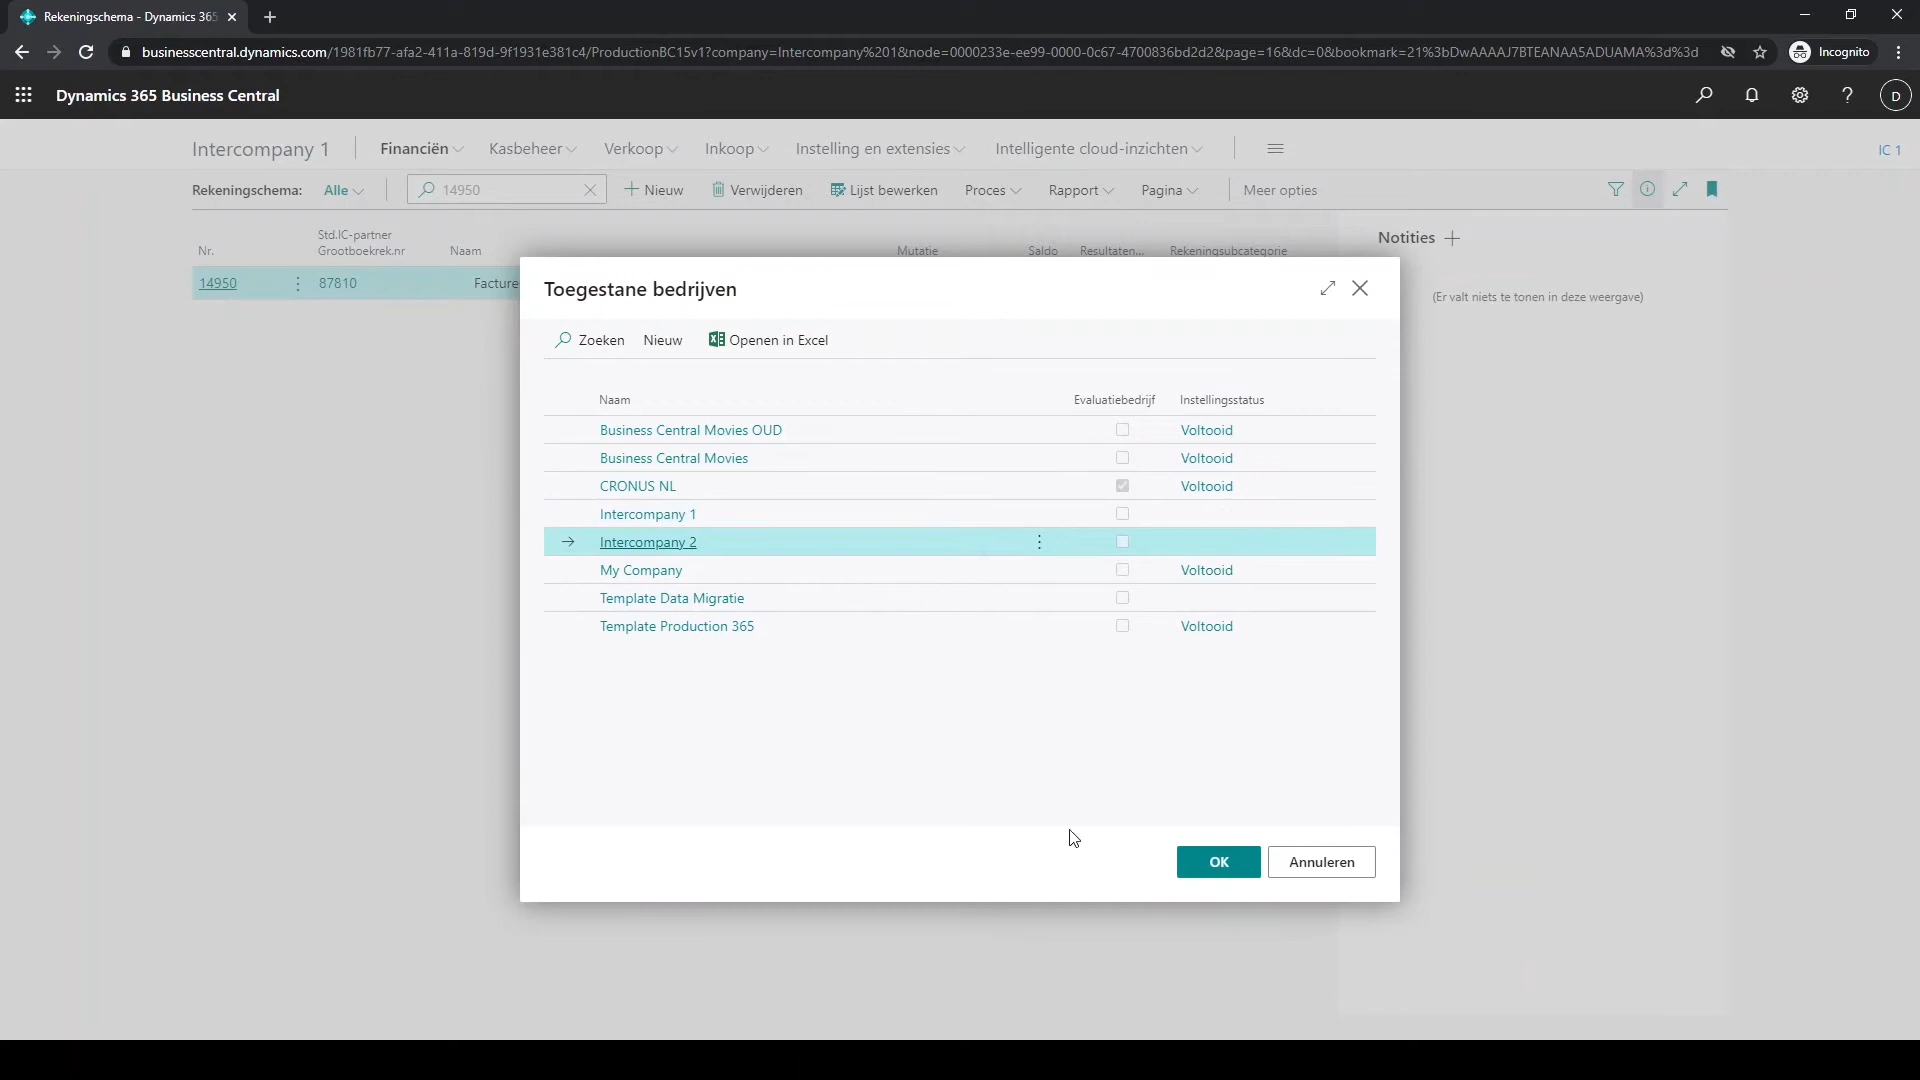 Rekeningschema - Dynamics 365
businesscentral.dynamics.com/1981fb77-afa2-411a-819d-9f1931e381c4/ProductionBC15v1?company=Intercompany%201&node=0000233e-ee99-0000-0c67-4700836bd2d2&page=16&dc=0&bookmark=21%3bDwAAAAJ7BTEANAA5ADUAMA%3d%3d
Incognito
Dynamics 365 Business Central
?
D
Intercompany 1
Financiën
Kasbeheer
Verkoop
Inkoop
Instelling en extensies
Intelligente cloud-inzichten
IC 1
Rekeningschema:
Alle
14950
Nieuw
Verwijderen
Lijst bewerken
Proces
Rapport
Pagina
Meer opties
Nr.
Std.IC-partner
Grootboekrek.nr
Naam
Mutatie
Saldo
Resultaten...
Rekeningsubcategorie
Notities
14950
87810
Facture
(Er valt niets te tonen in deze weergave)
Toegestane bedrijven
Zoeken
Nieuw
Openen in Excel
Naam
Evaluatiebedrijf
Instellingsstatus
Business Central Movies OUD
Voltooid
Business Central Movies
Voltooid
CRONUS NL
Voltooid
Intercompany 1
Intercompany 2
My Company
Voltooid
Template Data Migratie
Template Production 365
Voltooid
OK
Annuleren